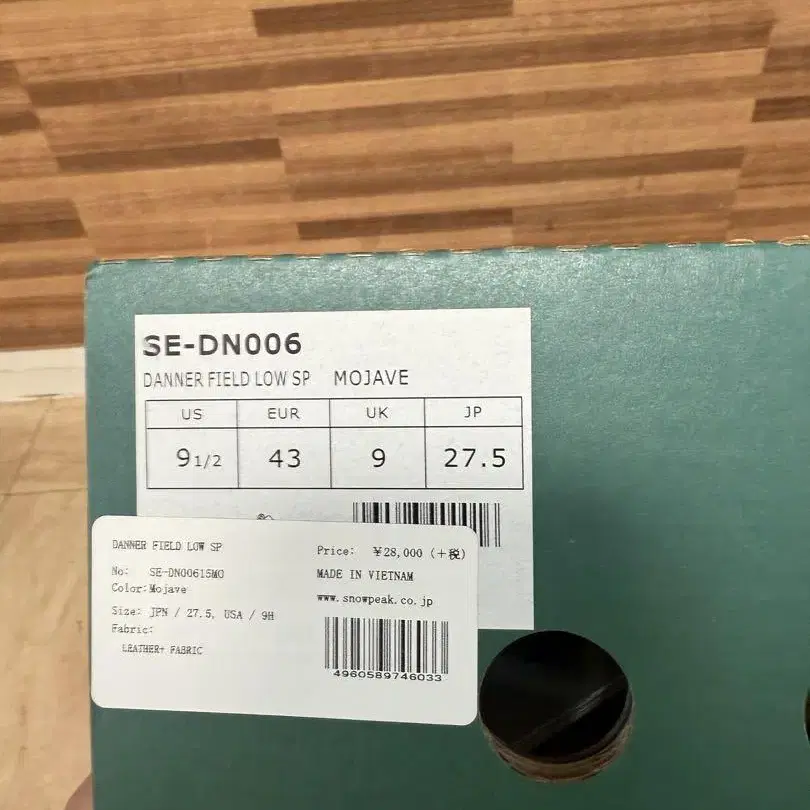 SE-DN006
DANNER FIELD LOW SP MOJAVE
US EUR UK JP
9 1/2 43 9 27.5
DANNER FIELD LOW SP
No: SE-DN00615MO
Color:Mojave
Size: JPN / 27.5, USA / 9H
Fabric:
LEATHER+ FABRIC
Price: ¥28,000 (+税)
MADE IN VIETNAM
www.snowpeak.co.jp
4960589746033